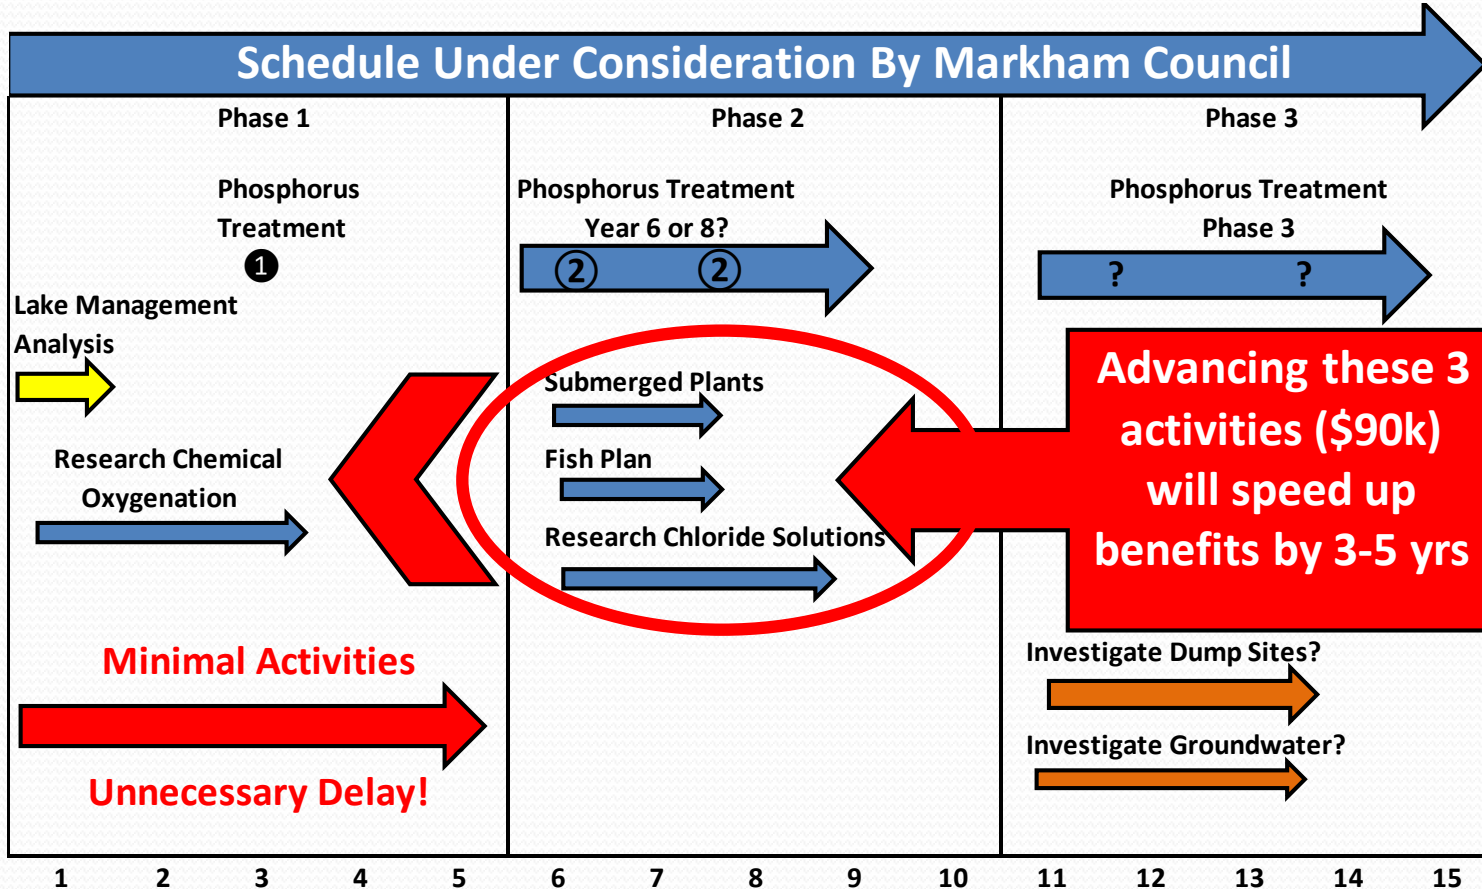 Schedule Under Consideration By Markham Council
Phase 1
Phase 2
Phase 3
Phosphorus
Treatment
❶
Phosphorus Treatment
Year 6 or 8?
② ②
Phosphorus Treatment
Phase 3
? ?
Lake Management
Analysis
Research Chemical
Oxygenation
Submerged Plants
Fish Plan
Research Chloride Solutions
Advancing these 3
activities ($90k)
will speed up
benefits by 3-5 yrs
Minimal Activities
Unnecessary Delay!
Investigate Dump Sites?
Investigate Groundwater?
1 2 3 4 5 6 7 8 9 10 11 12 13 14 15